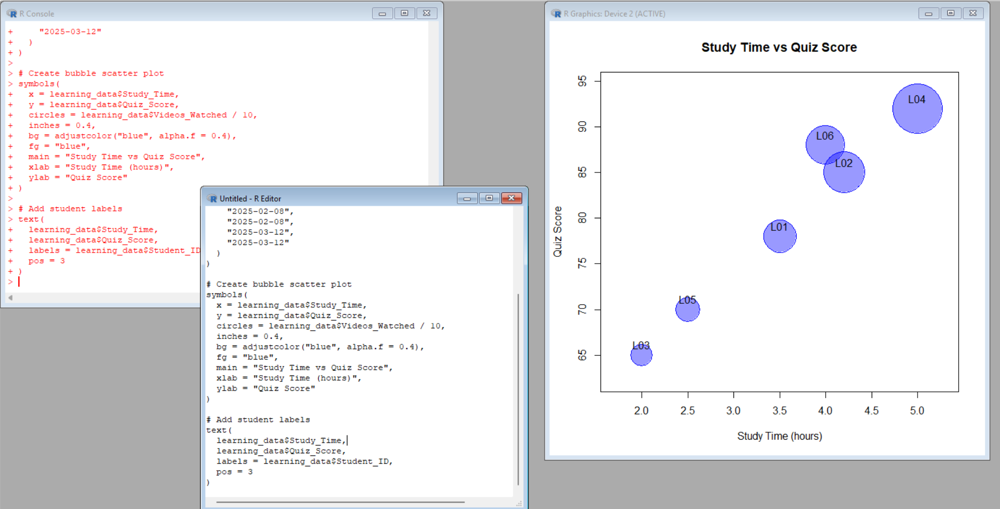 R Console
+     "2025-03-12"
+   )
+ )
>
> # Create bubble scatter plot
> symbols(
+   x = learning_data$Study_Time,
+   y = learning_data$Quiz_Score,
+   circles = learning_data$Videos_Watched / 10,
+   inches = 0.4,
+   bg = adjustcolor("blue", alpha.f = 0.4),
+   fg = "blue",
+   main = "Study Time vs Quiz Score",
+   xlab = "Study Time (hours)",
+   ylab = "Quiz Score"
+ )
>
> # Add student labels
> text(
+   learning_data$Study_Time,
+   learning_data$Quiz_Score,
+   labels = learning_data$Student_ID
+   pos = 3
+ )
>
Untitled - R Editor
    "2025-02-08",
    "2025-02-08",
    "2025-03-12",
    "2025-03-12"
  )
)
# Create bubble scatter plot
symbols(
  x = learning_data$Study_Time,
  y = learning_data$Quiz_Score,
  circles = learning_data$Videos_Watched / 10,
  inches = 0.4,
  bg = adjustcolor("blue", alpha.f = 0.4),
  fg = "blue",
  main = "Study Time vs Quiz Score",
  xlab = "Study Time (hours)",
  ylab = "Quiz Score"
)
# Add student labels
text(
  learning_data$Study_Time,
  learning_data$Quiz_Score,
  labels = learning_data$Student_ID,
  pos = 3
)
R Graphics: Device 2 (ACTIVE)
Study Time vs Quiz Score
Quiz Score
95
90
85
80
75
70
65
L04
L06
L02
L01
L05
L03
2.0 2.5 3.0 3.5 4.0 4.5 5.0
Study Time (hours)